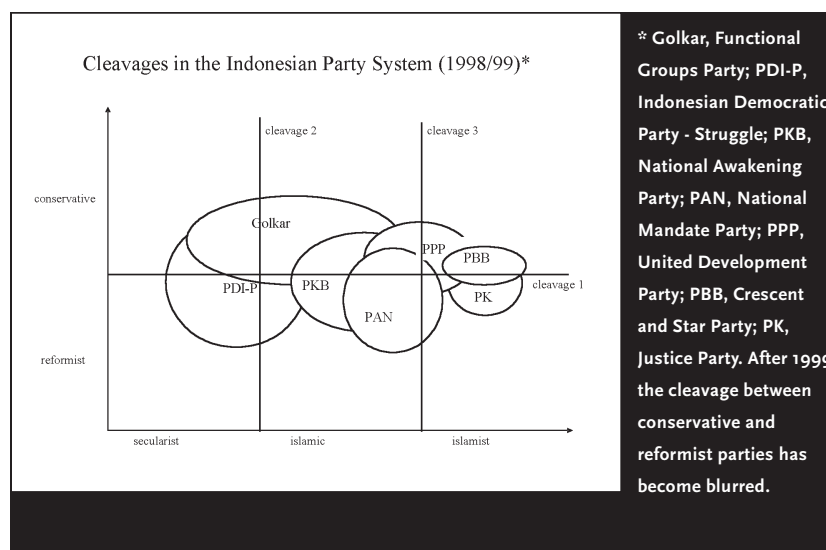 Cleavages in the Indonesian Party System (1998/99)*
cleavage 2
cleavage 3
conservative
Golkar
PPP
PBB
cleavage 1
PDI-P
PKB
PK
PAN
reformist
secularist
islamic
islamist
* Golkar, Functional
Groups Party; PDI-P,
Indonesian Democratic
Party - Struggle; PKB,
National Awakening
Party; PAN, National
Mandate Party; PPP,
United Development
Party; PBB, Crescent
and Star Party; PK,
Justice Party. After 1999
the cleavage between
conservative and
reformist parties has
become blurred.